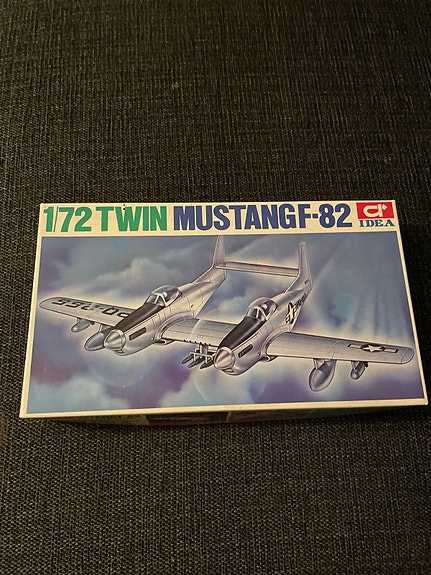 1/72 TWIN MUSTANG F-82
IDEA